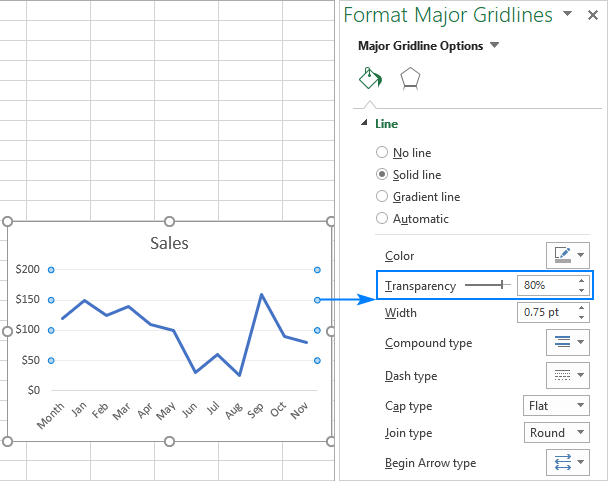 Format Major Gridlines
Major Gridline Options
Line
No line
Solid line
Gradient line
Automatic
Color
Transparency 80%
Width 0.75 pt
Compound type
Dash type
Cap type Flat
Join type Round
Begin Arrow type
Sales
$200
$150
$100
$50
$0
Month Jan Feb Mar Apr May Jun Jul Aug Sep Oct Nov